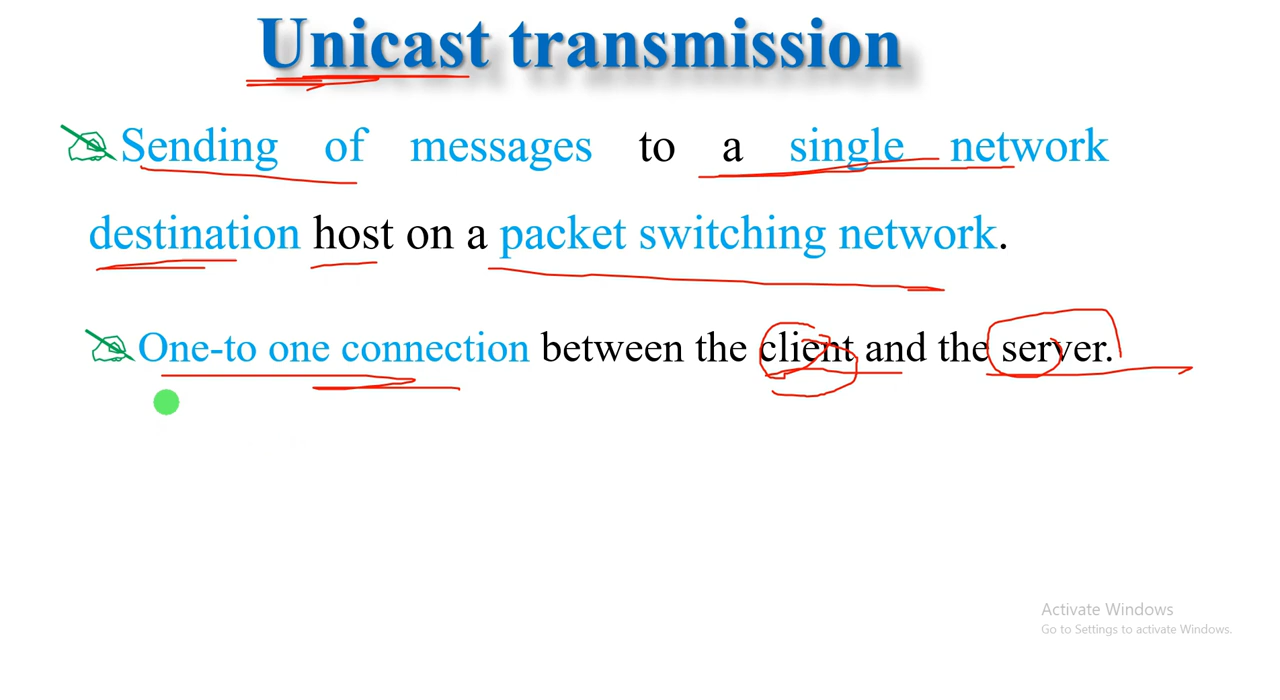 Unicast transmission
Sending of messages to a single network
destination host on a packet switching network.
One-to one connection between the client and the server.
Activate Windows
Go to Settings to activate Windows.